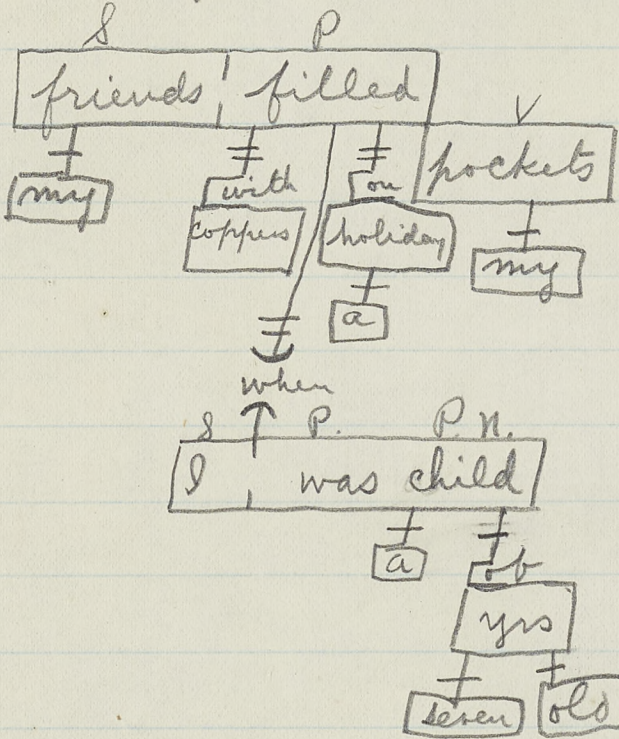 S P
friends filled
V
pockets
my with on
coppers holiday my
a
when
S P. P. N.
I was child
a of
yrs
seven old